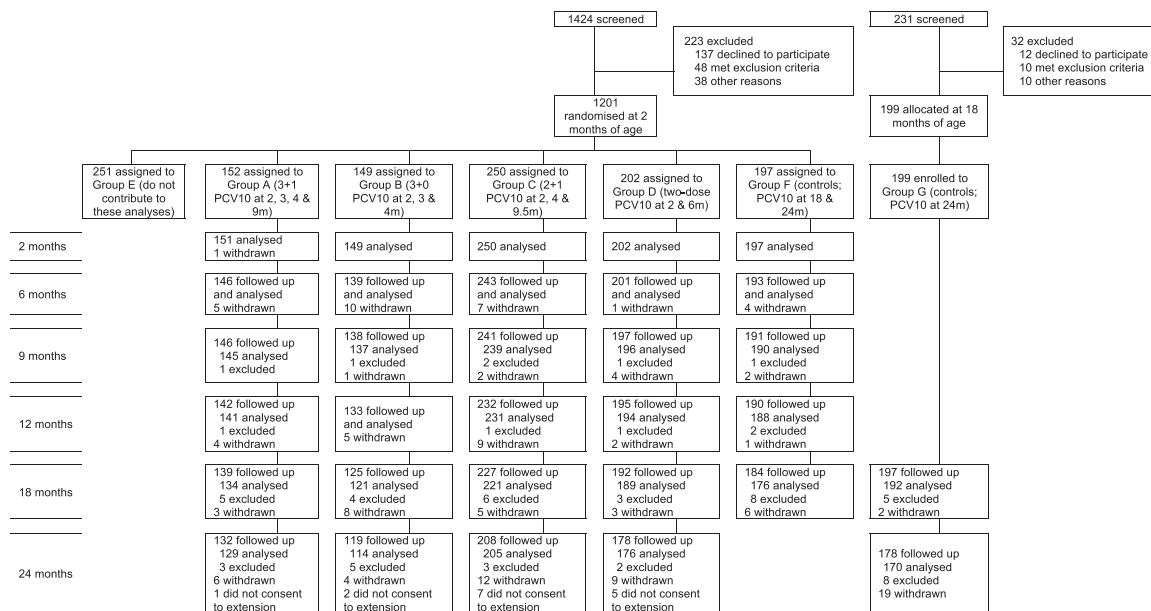 1424 screened
231 screened
223 excluded
137 declined to participate
48 met exclusion criteria
38 other reasons
32 excluded
12 declined to participate
10 met exclusion criteria
10 other reasons
1201
randomised at 2
months of age
199 allocated at 18
months of age
251 assigned to
Group E (do not
contribute to
these analyses)
152 assigned to
Group A (3+1
PCV10 at 2, 3, 4 &
9m)
149 assigned to
Group B (3+0
PCV10 at 2, 3 &
4m)
250 assigned to
Group C (2+1
PCV10 at 2, 4 &
9.5m)
202 assigned to
Group D (two-dose
PCV10 at 2 & 6m)
197 assigned to
Group F (controls;
PCV10 at 18 &
24m)
199 enrolled to
Group G (controls;
PCV10 at 24m)
2 months
151 analysed
1 withdrawn
149 analysed
250 analysed
202 analysed
197 analysed
6 months
146 followed up
and analysed
5 withdrawn
139 followed up
and analysed
10 withdrawn
243 followed up
and analysed
7 withdrawn
201 followed up
and analysed
1 withdrawn
193 followed up
and analysed
4 withdrawn
9 months
146 followed up
145 analysed
1 excluded
138 followed up
137 analysed
1 excluded
1 withdrawn
241 followed up
239 analysed
2 excluded
2 withdrawn
197 followed up
196 analysed
1 excluded
4 withdrawn
191 followed up
190 analysed
1 excluded
2 withdrawn
12 months
142 followed up
141 analysed
1 excluded
4 withdrawn
133 followed up
and analysed
5 withdrawn
232 followed up
231 analysed
1 excluded
9 withdrawn
195 followed up
194 analysed
1 excluded
2 withdrawn
190 followed up
188 analysed
2 excluded
1 withdrawn
18 months
139 followed up
134 analysed
5 excluded
3 withdrawn
125 followed up
121 analysed
4 excluded
8 withdrawn
227 followed up
221 analysed
6 excluded
5 withdrawn
192 followed up
189 analysed
3 excluded
3 withdrawn
184 followed up
176 analysed
8 excluded
6 withdrawn
197 followed up
192 analysed
5 excluded
2 withdrawn
24 months
132 followed up
129 analysed
3 excluded
6 withdrawn
1 did not consent
to extension
119 followed up
114 analysed
5 excluded
4 withdrawn
2 did not consent
to extension
208 followed up
205 analysed
3 excluded
12 withdrawn
7 did not consent
to extension
178 followed up
176 analysed
2 excluded
9 withdrawn
5 did not consent
to extension
178 followed up
170 analysed
8 excluded
19 withdrawn